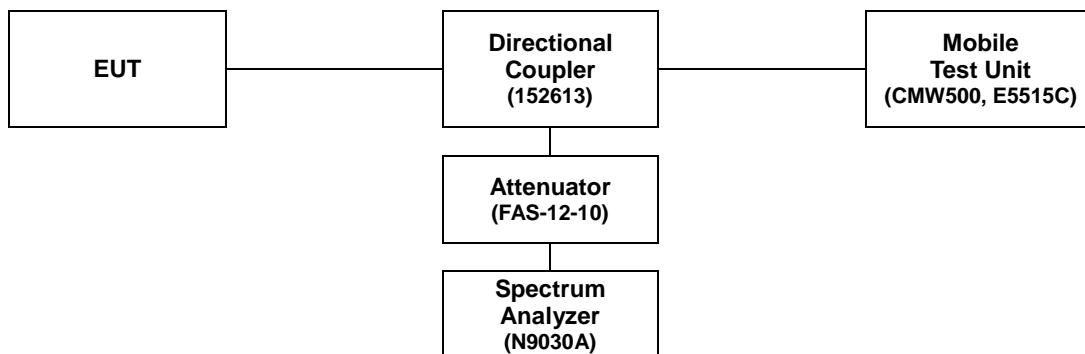 EUT
Directional
Coupler
(152613)
Mobile
Test Unit
(CMW500, E5515C)
Attenuator
(FAS-12-10)
Spectrum
Analyzer
(N9030A)